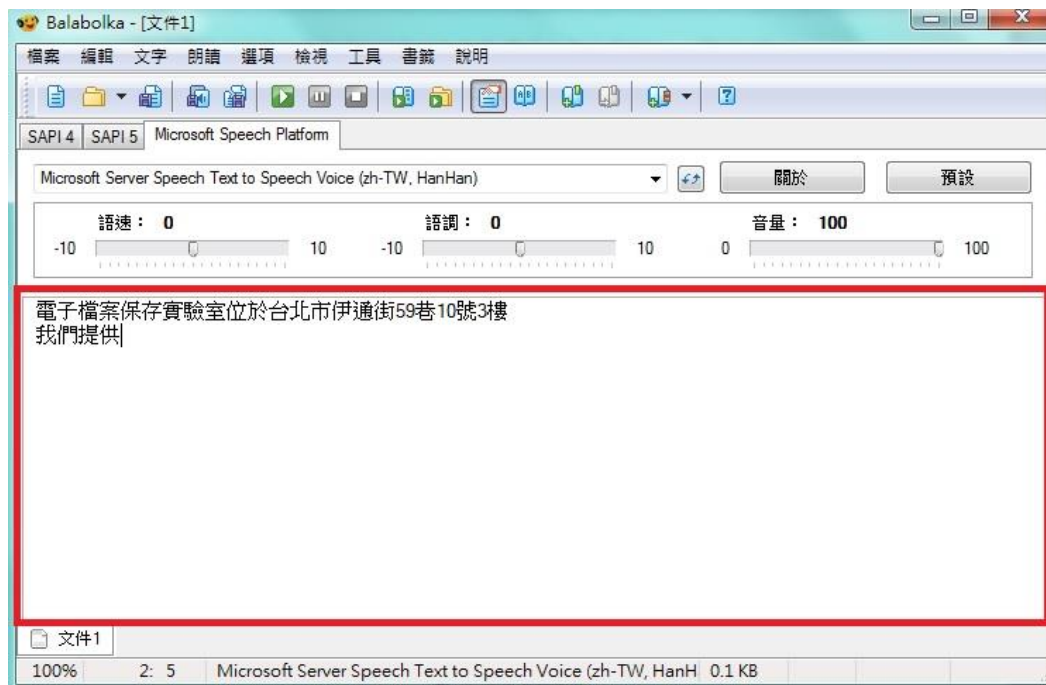 Balabolka - [文件1]
檔案 編輯 文字 朗讀 選項 檢視 工具 書籤 說明
SAPI 4 SAPI 5 Microsoft Speech Platform
Microsoft Server Speech Text to Speech Voice (zh-TW, HanHan) 關於 預設
語速： 0 語調： 0 音量： 100
-10 10 -10 10 0 100
電子檔案保存實驗室位於台北市伊通街59巷10號3樓
我們提供
文件1
100% 2: 5 Microsoft Server Speech Text to Speech Voice (zh-TW, HanH 0.1 KB